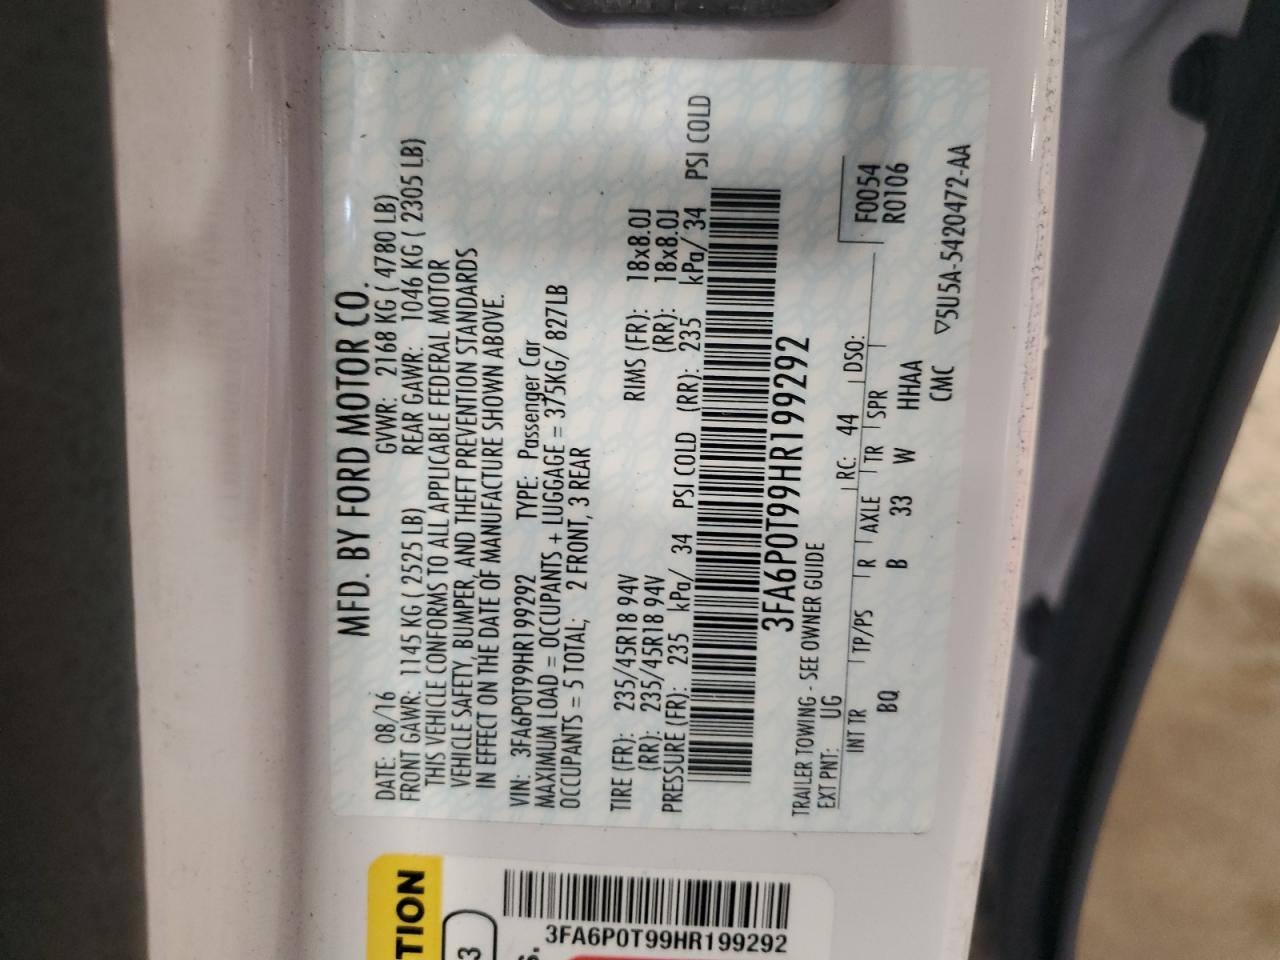 MFD. BY FORD MOTOR CO.
DATE: 08/16 GVWR: 2168 KG ( 4780 LB)
FRONT GAWR: 1145 KG ( 2525 LB) REAR GAWR: 1046 KG ( 2305 LB)
THIS VEHICLE CONFORMS TO ALL APPLICABLE FEDERAL MOTOR
VEHICLE SAFETY, BUMPER, AND THEFT PREVENTION STANDARDS
IN EFFECT ON THE DATE OF MANUFACTURE SHOWN ABOVE.
VIN: 3FA6P0T99HR199292 TYPE: Passenger Car
MAXIMUM LOAD = OCCUPANTS + LUGGAGE = 375KG/ 827LB
OCCUPANTS = 5 TOTAL; 2 FRONT, 3 REAR
TIRE (FR): 235/45R18 94V RIMS (FR): 18x8.0J
(RR): 235/45R18 94V (RR): 18x8.0J
PRESSURE (FR): 235 kPa/ 34 PSI COLD (RR): 235 kPa/ 34 PSI COLD
3FA6P0T99HR199292
TRAILER TOWING - SEE OWNER GUIDE
EXT PNT: UG RC: 44 DSO:
INT TR TP/PS R AXLE TR SPR F0054
BQ B 33 W HHAA R0106
CMC ▽5U5A-5420472-AA
TION
3
3FA6P0T99HR199292